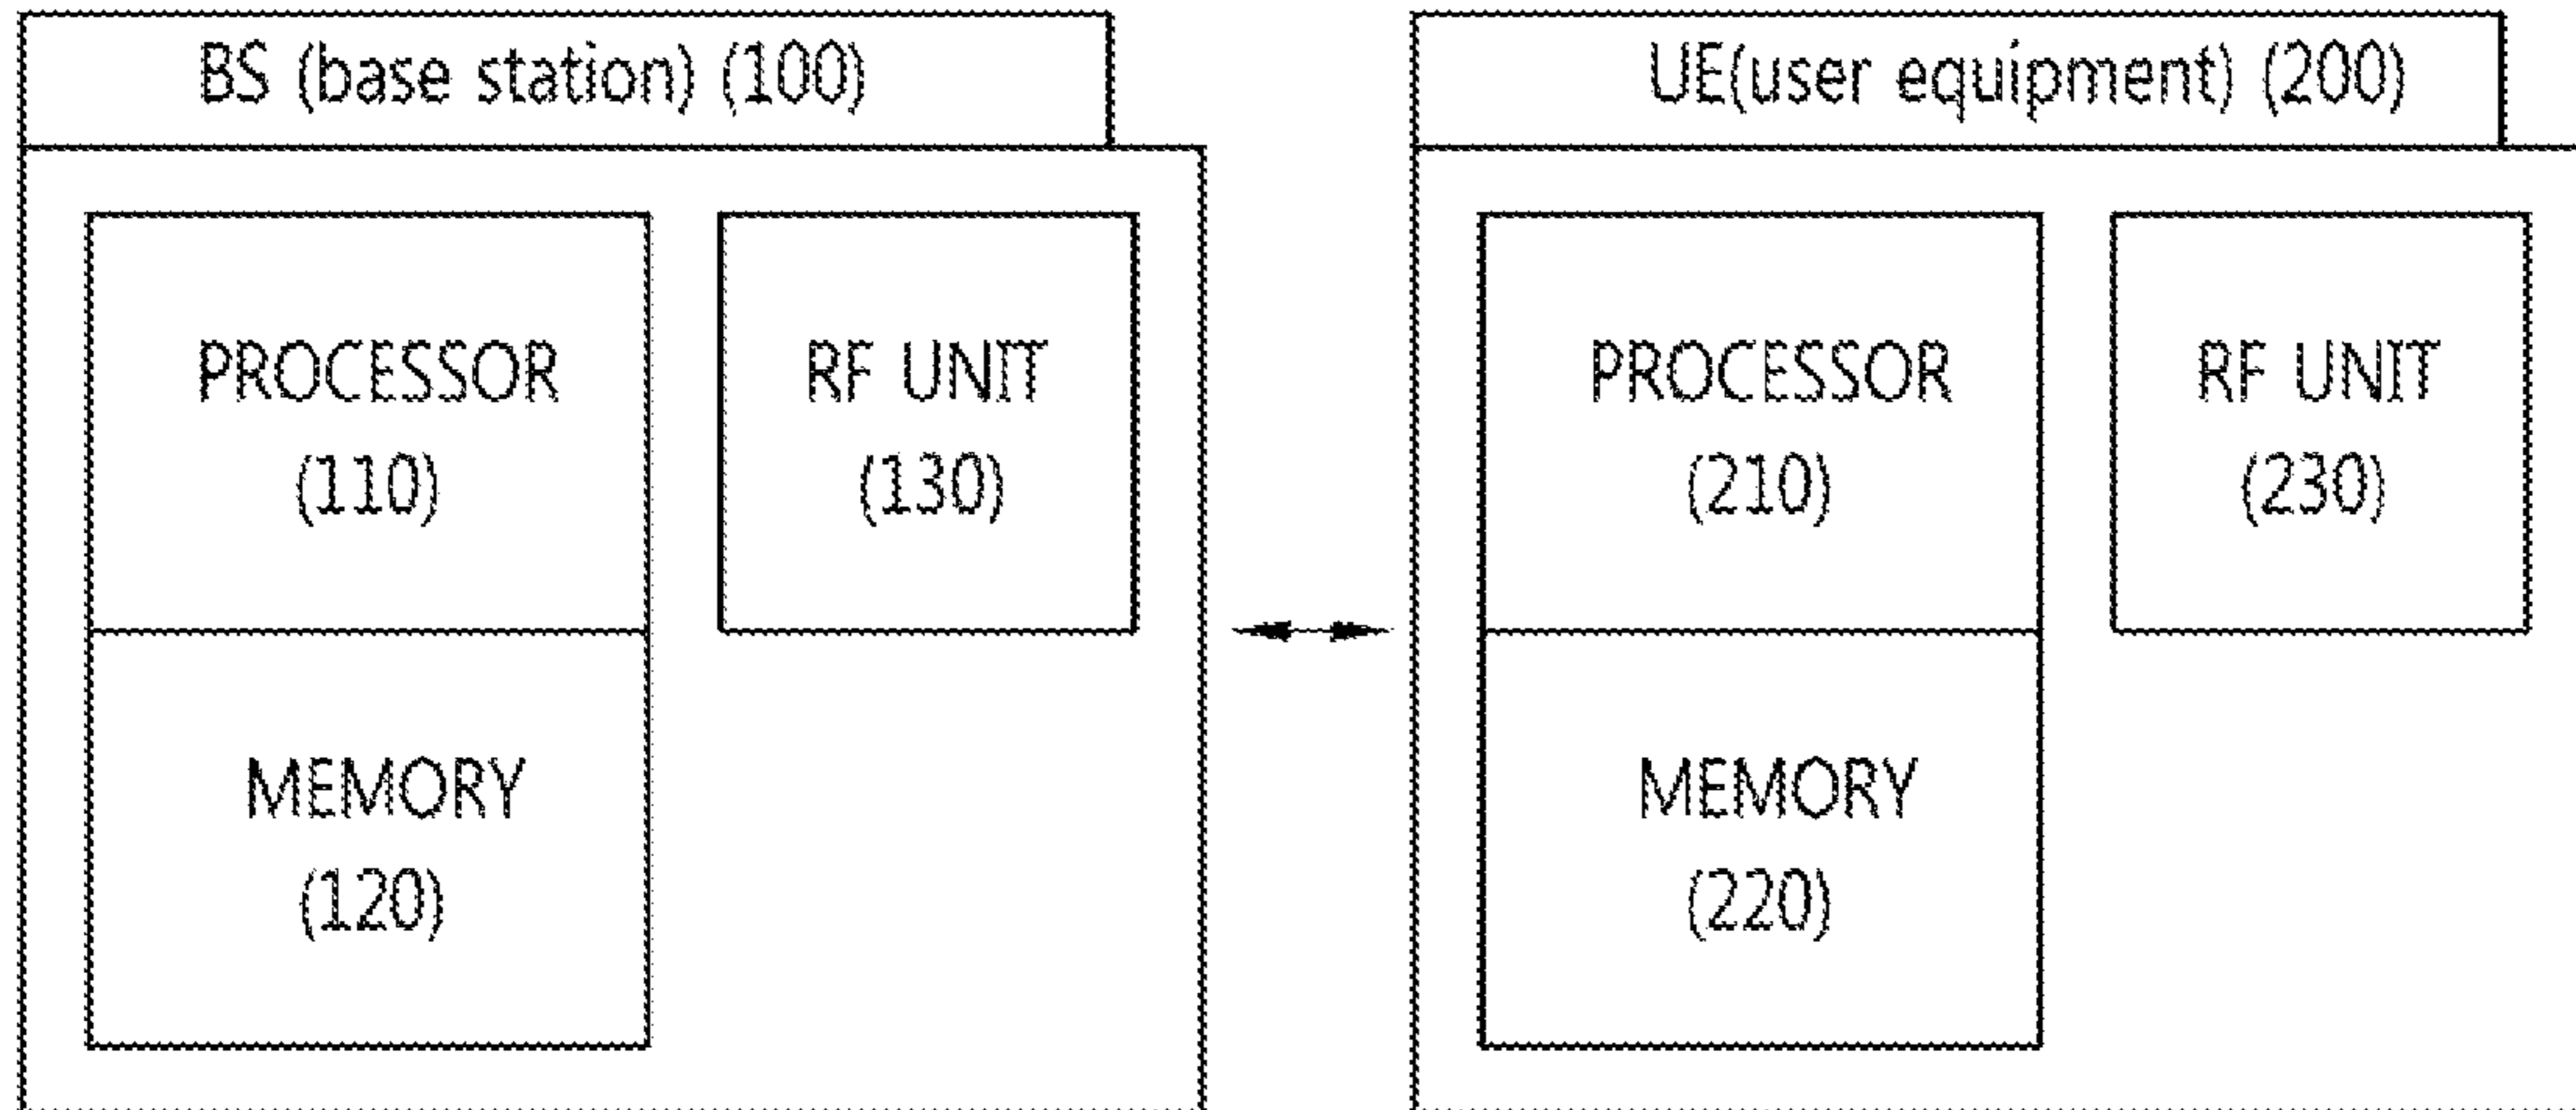 BS (base station) (100)
PROCESSOR
(110)
RF UNIT
(130)
MEMORY
(120)
UE(user equipment) (200)
PROCESSOR
(210)
RF UNIT
(230)
MEMORY
(220)